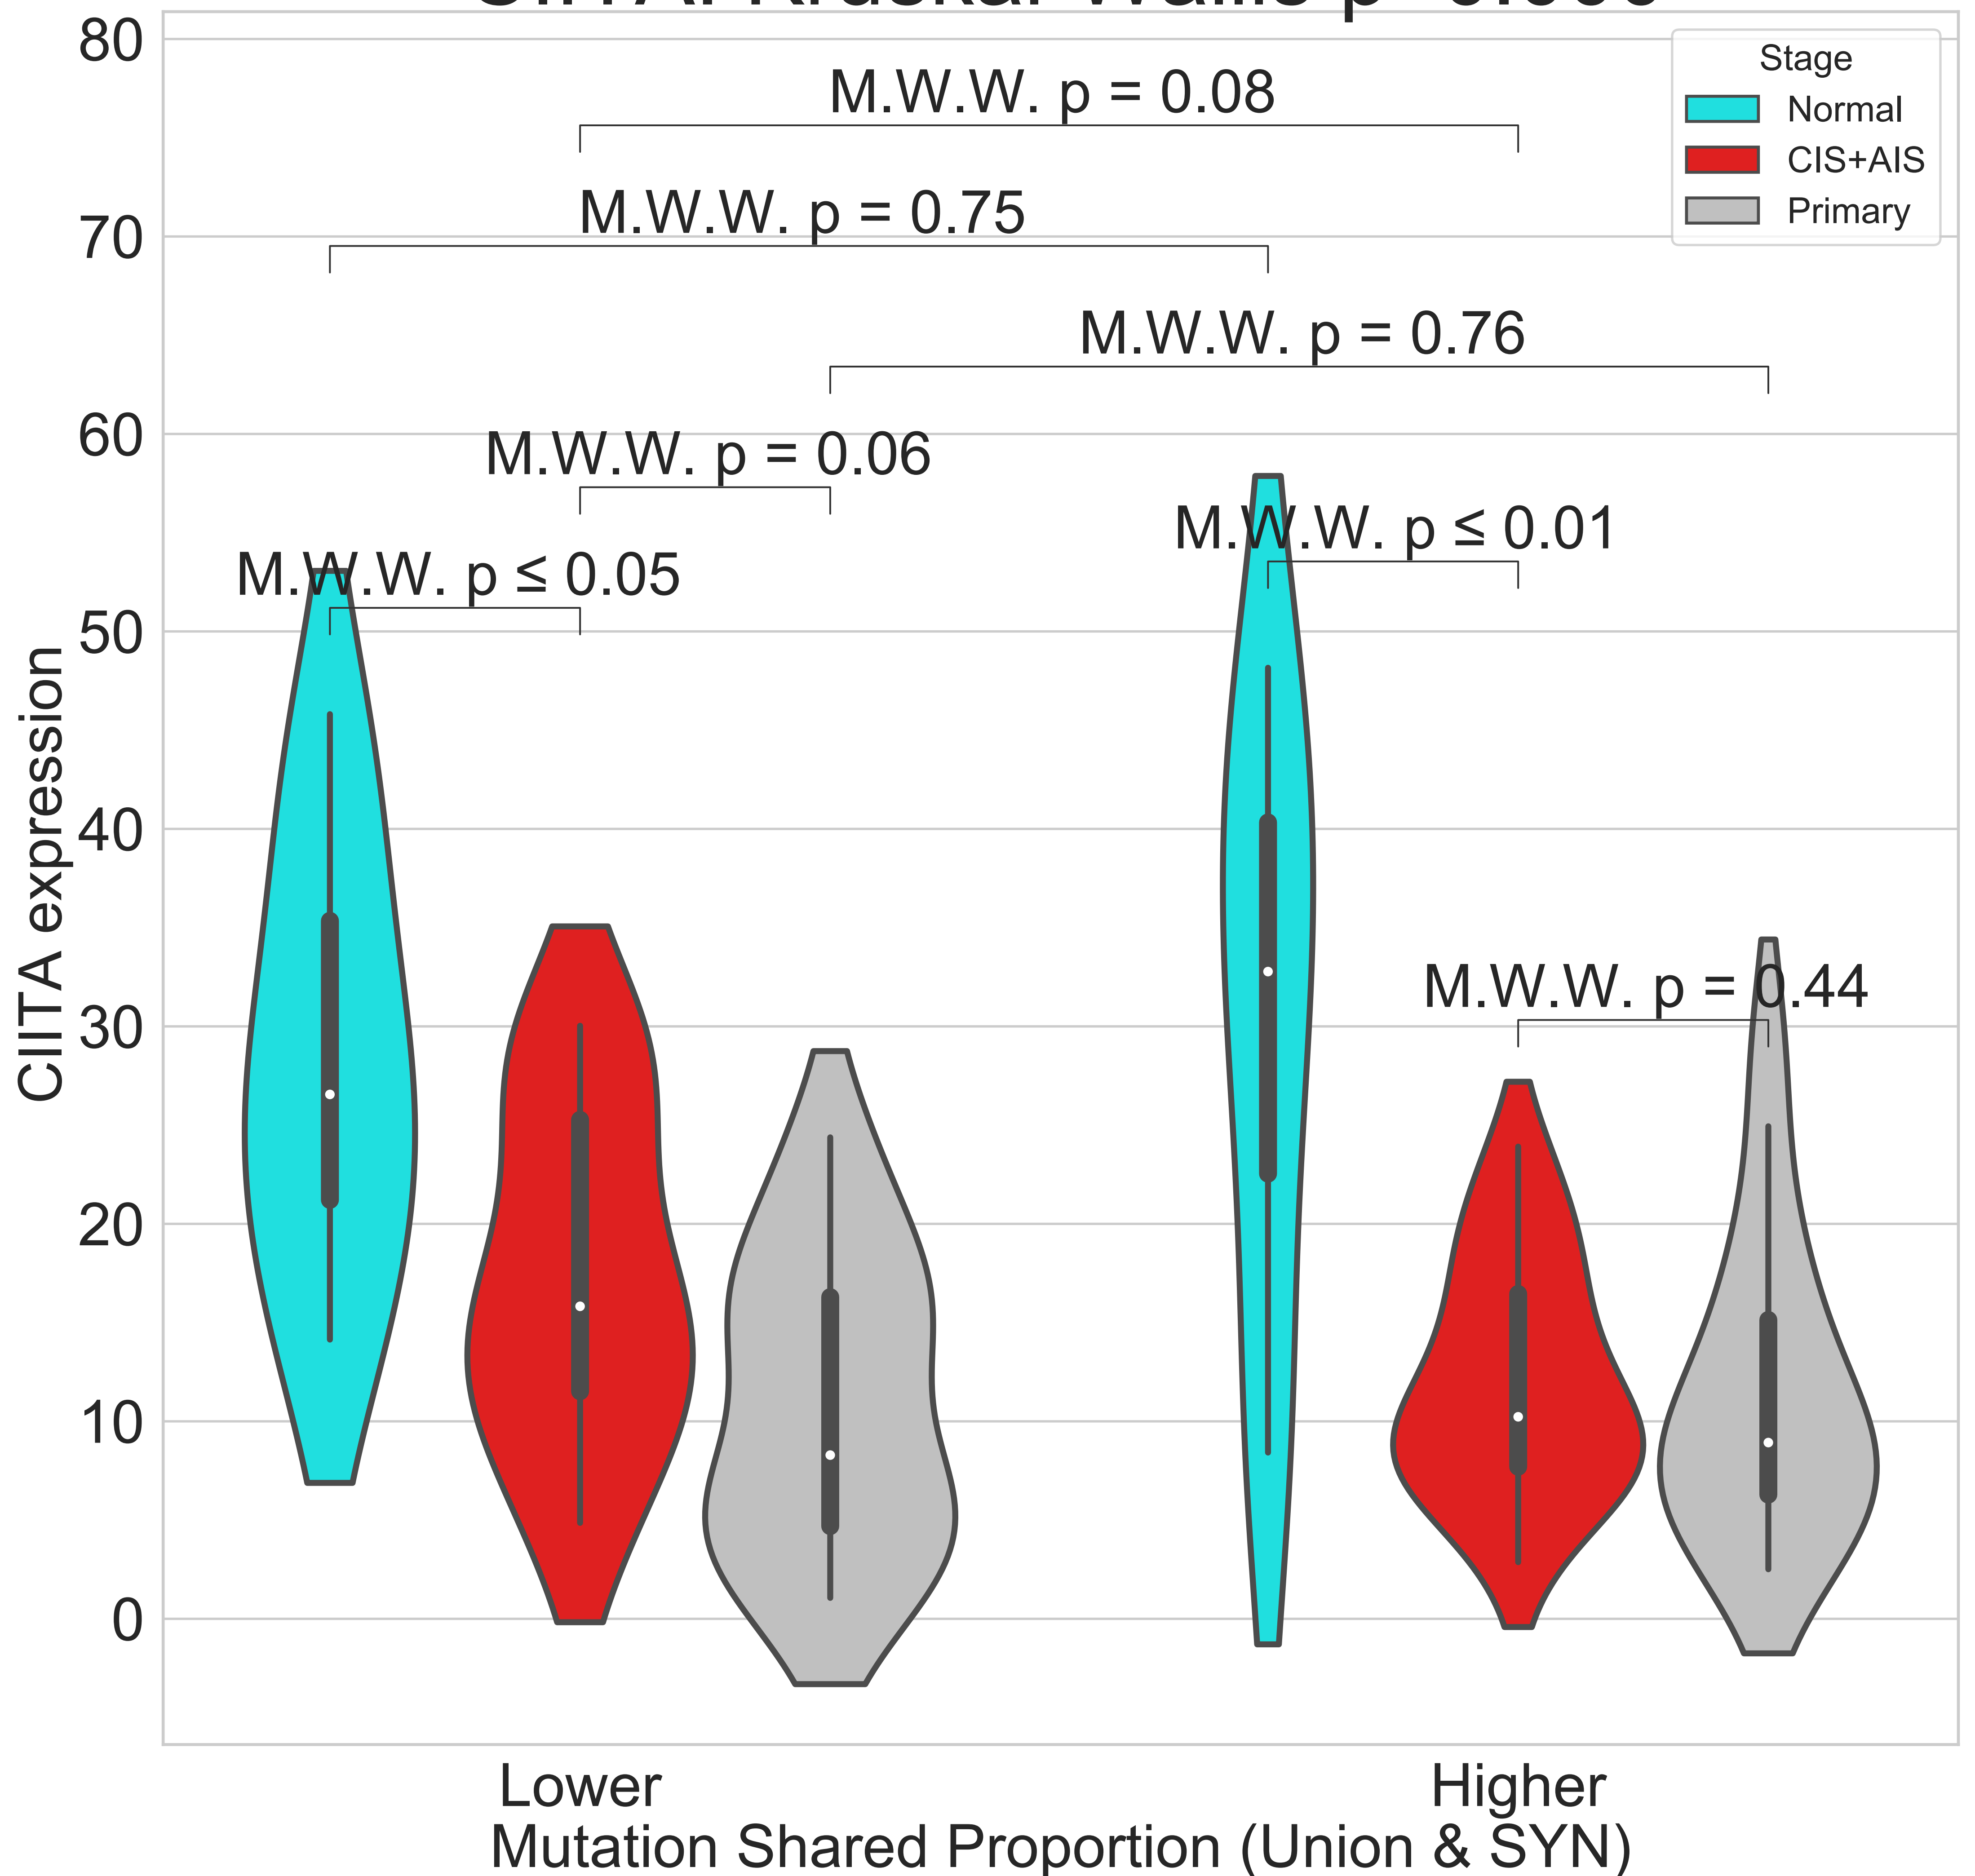 80
70
60
50
40
30
20
10
0
CIITA expression
M.W.W. p = 0.08
M.W.W. p = 0.75
M.W.W. p = 0.76
M.W.W. p = 0.06
M.W.W. p ≤ 0.01
M.W.W. p ≤ 0.05
M.W.W. p = 0.44
Stage
Normal
CIS+AIS
Primary
Lower
Higher
Mutation Shared Proportion (Union & SYN)